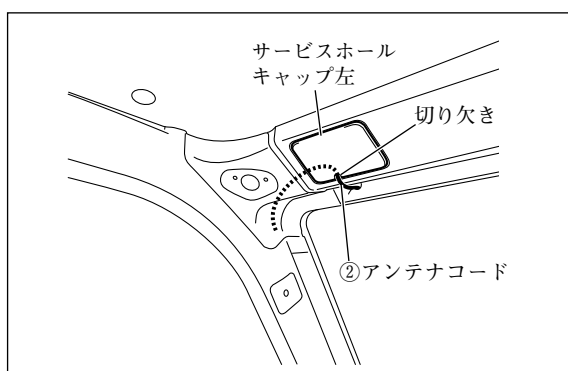 サービスホール
キャップ左
切り欠き
②アンテナコード